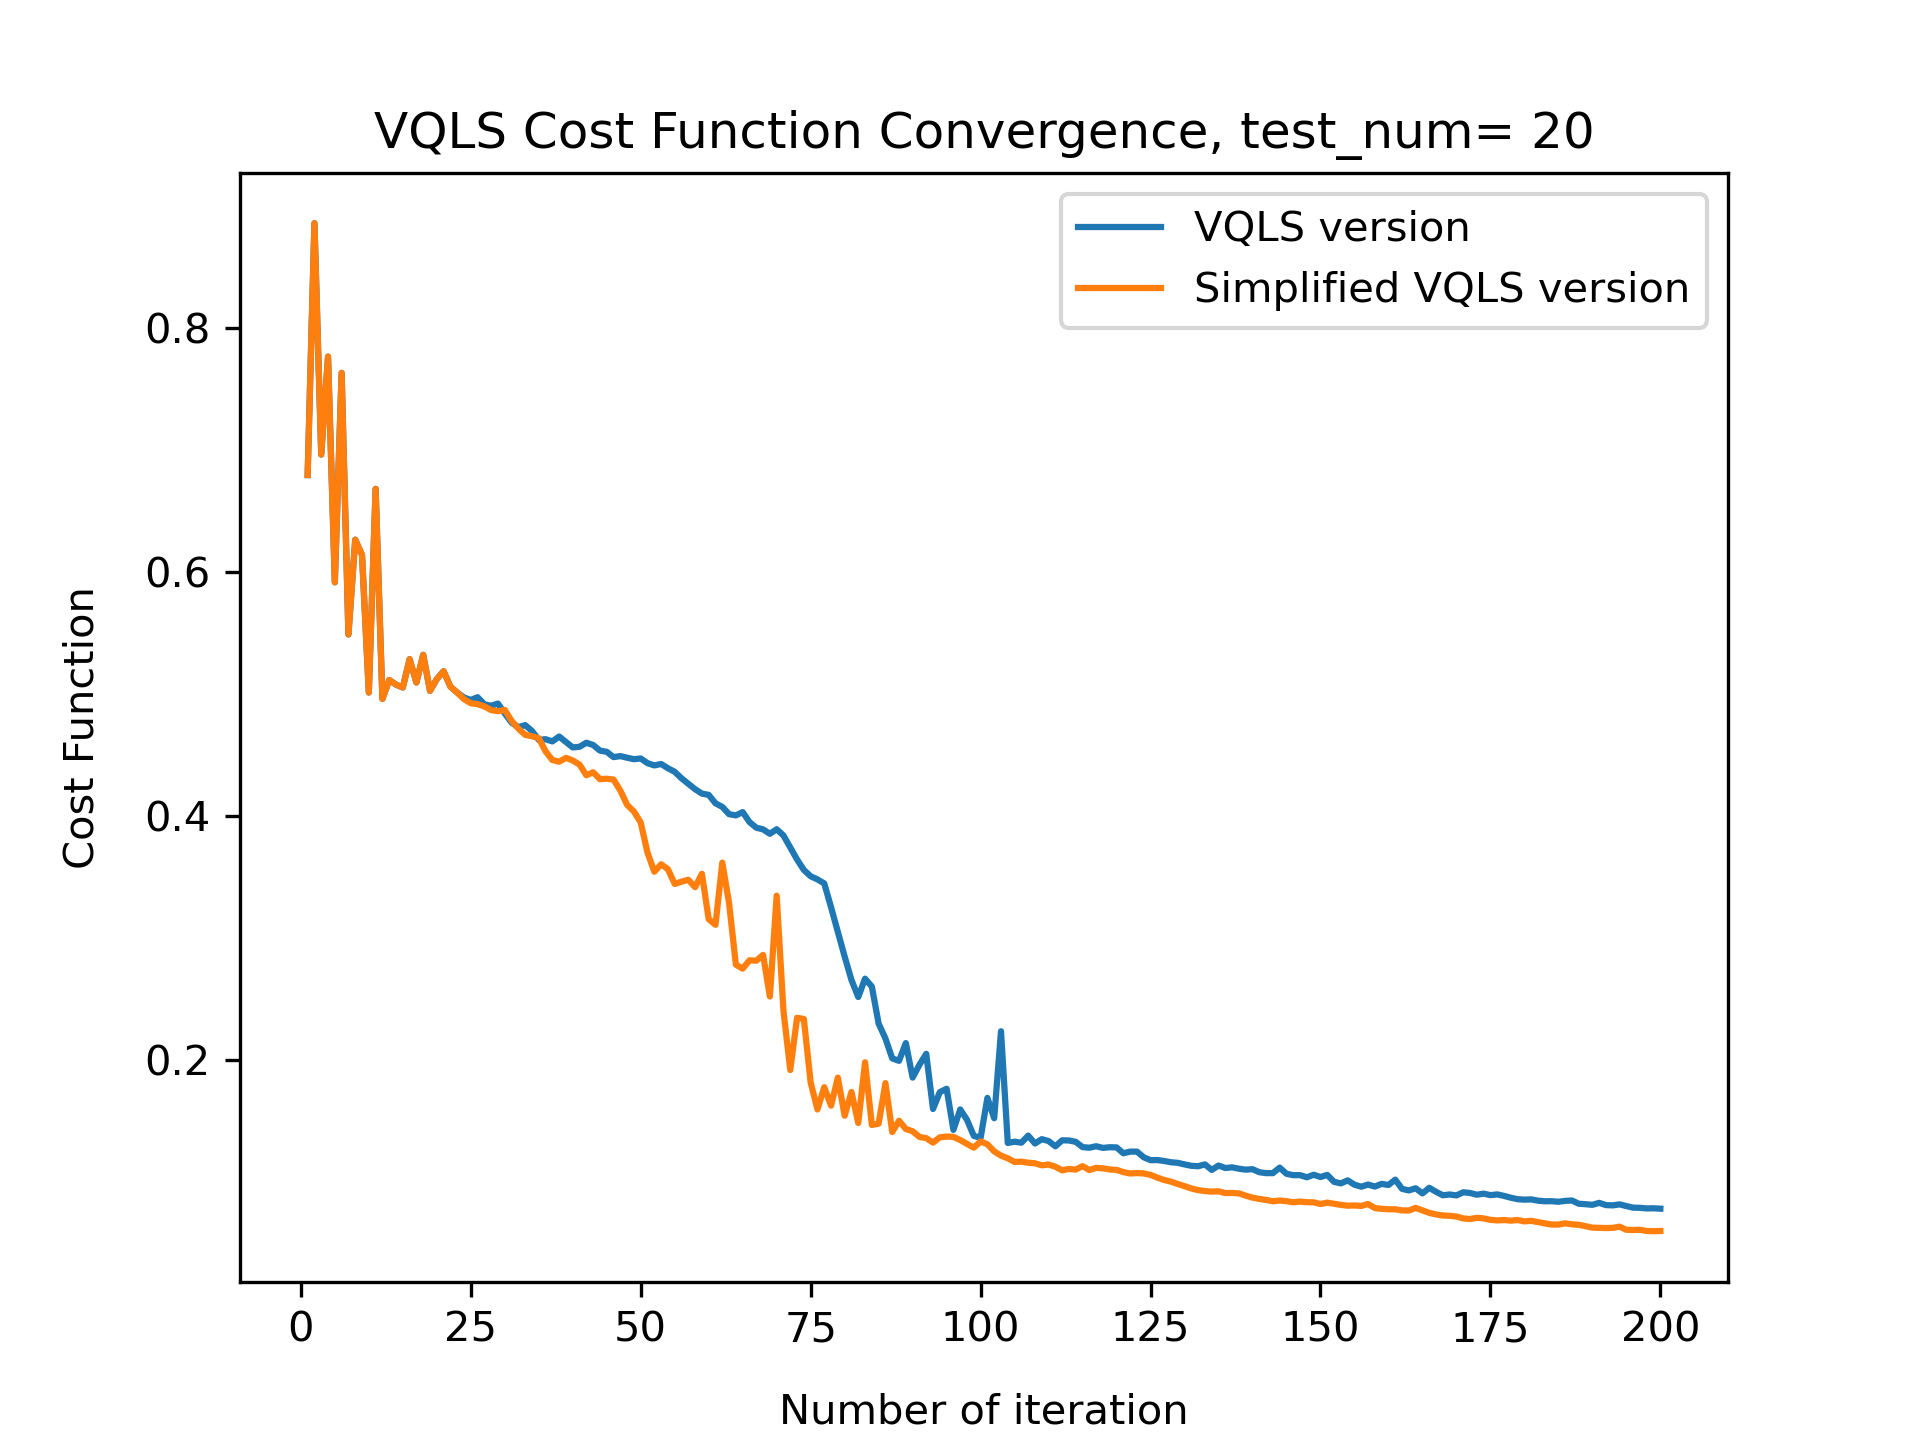 VQLS Cost Function Convergence, test_num= 20
VQLS version
Simplified VQLS version
Cost Function
0.8
0.6
0.4
0.2
0 25 50 75 100 125 150 175 200
Number of iteration